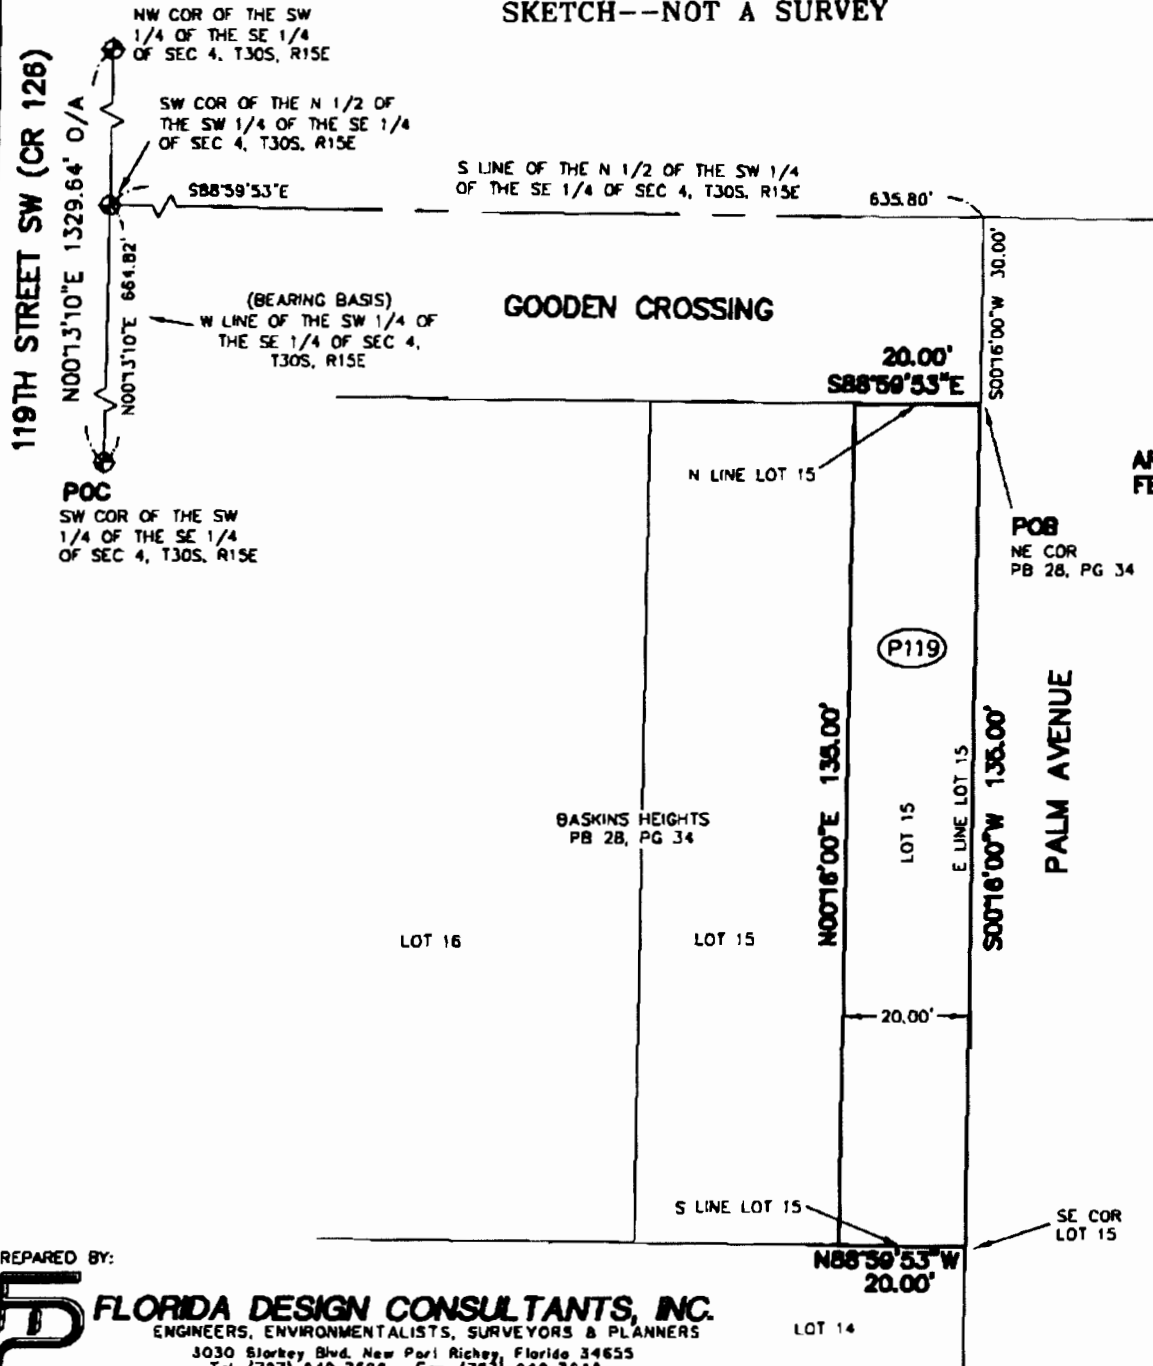 SKETCH--NOT A SURVEY
NW COR OF THE SW
1/4 OF THE SE 1/4
OF SEC 4, T30S, R15E
119TH STREET SW (CR 126)
N00°13'10"E 1329.64' O/A
SW COR OF THE N 1/2 OF
THE SW 1/4 OF THE SE 1/4
OF SEC 4, T30S, R15E
S88°59'53"E
S LINE OF THE N 1/2 OF THE SW 1/4
OF THE SE 1/4 OF SEC 4, T30S, R15E
635.80'
N00°13'10"E 664.82'
(BEARING BASIS)
W LINE OF THE SW 1/4 OF
THE SE 1/4 OF SEC 4,
T30S, R15E
GOODEN CROSSING
S00°16'00"W 30.00'
20.00'
S88°59'53"E
N LINE LOT 15
POC
SW COR OF THE SW
1/4 OF THE SE 1/4
OF SEC 4, T30S, R15E
POB
NE COR
PB 28, PG 34
P119
N00°16'00"E 135.00'
LOT 15
E LINE LOT 15
S00°16'00"W 135.00'
PALM AVENUE
BASKINS HEIGHTS
PB 28, PG 34
LOT 16
LOT 15
20.00'
S LINE LOT 15
SE COR
LOT 15
N88°59'53"W
20.00'
REPARED BY:
FLORIDA DESIGN CONSULTANTS, INC.
ENGINEERS, ENVIRONMENTALISTS, SURVEYORS & PLANNERS
3030 Starkey Blvd. New Port Richey, Florida 34655
LOT 14